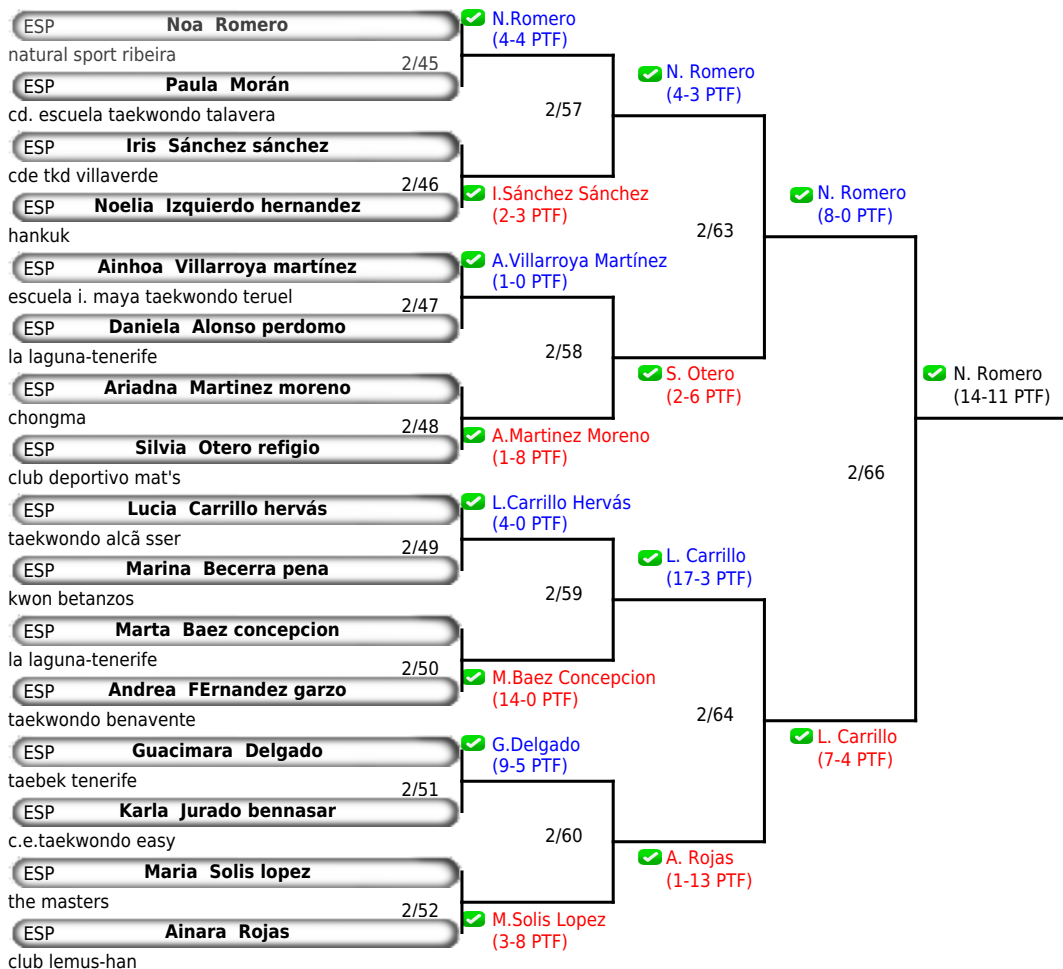 ESP Noa Romero
natural sport ribeira
2/45
ESP Paula Morán
cd. escuela taekwondo talavera
ESP Iris Sánchez sánchez
cde tkd villaverde
2/46
ESP Noelia Izquierdo hernandez
hankuk
ESP Ainhoa Villarroya martínez
escuela i. maya taekwondo teruel
2/47
ESP Daniela Alonso perdomo
la laguna-tenerife
ESP Ariadna Martinez moreno
chongma
2/48
ESP Silvia Otero refigio
club deportivo mat's
ESP Lucia Carrillo hervás
taekwondo alcã sser
2/49
ESP Marina Becerra pena
kwon betanzos
ESP Marta Baez concepcion
la laguna-tenerife
2/50
ESP Andrea FErnandez garzo
taekwondo benavente
ESP Guacimara Delgado
taebek tenerife
2/51
ESP Karla Jurado bennasar
c.e.taekwondo easy
ESP Maria Solis lopez
the masters
2/52
ESP Ainara Rojas
club lemus-han
N.Romero
(4-4 PTF)
2/57
I.Sánchez Sánchez
(2-3 PTF)
A.Villarroya Martínez
(1-0 PTF)
2/58
A.Martinez Moreno
(1-8 PTF)
L.Carrillo Hervás
(4-0 PTF)
2/59
M.Baez Concepcion
(14-0 PTF)
G.Delgado
(9-5 PTF)
2/60
M.Solis Lopez
(3-8 PTF)
N. Romero
(4-3 PTF)
2/63
S. Otero
(2-6 PTF)
L. Carrillo
(17-3 PTF)
2/64
A. Rojas
(1-13 PTF)
N. Romero
(8-0 PTF)
2/66
L. Carrillo
(7-4 PTF)
N. Romero
(14-11 PTF)